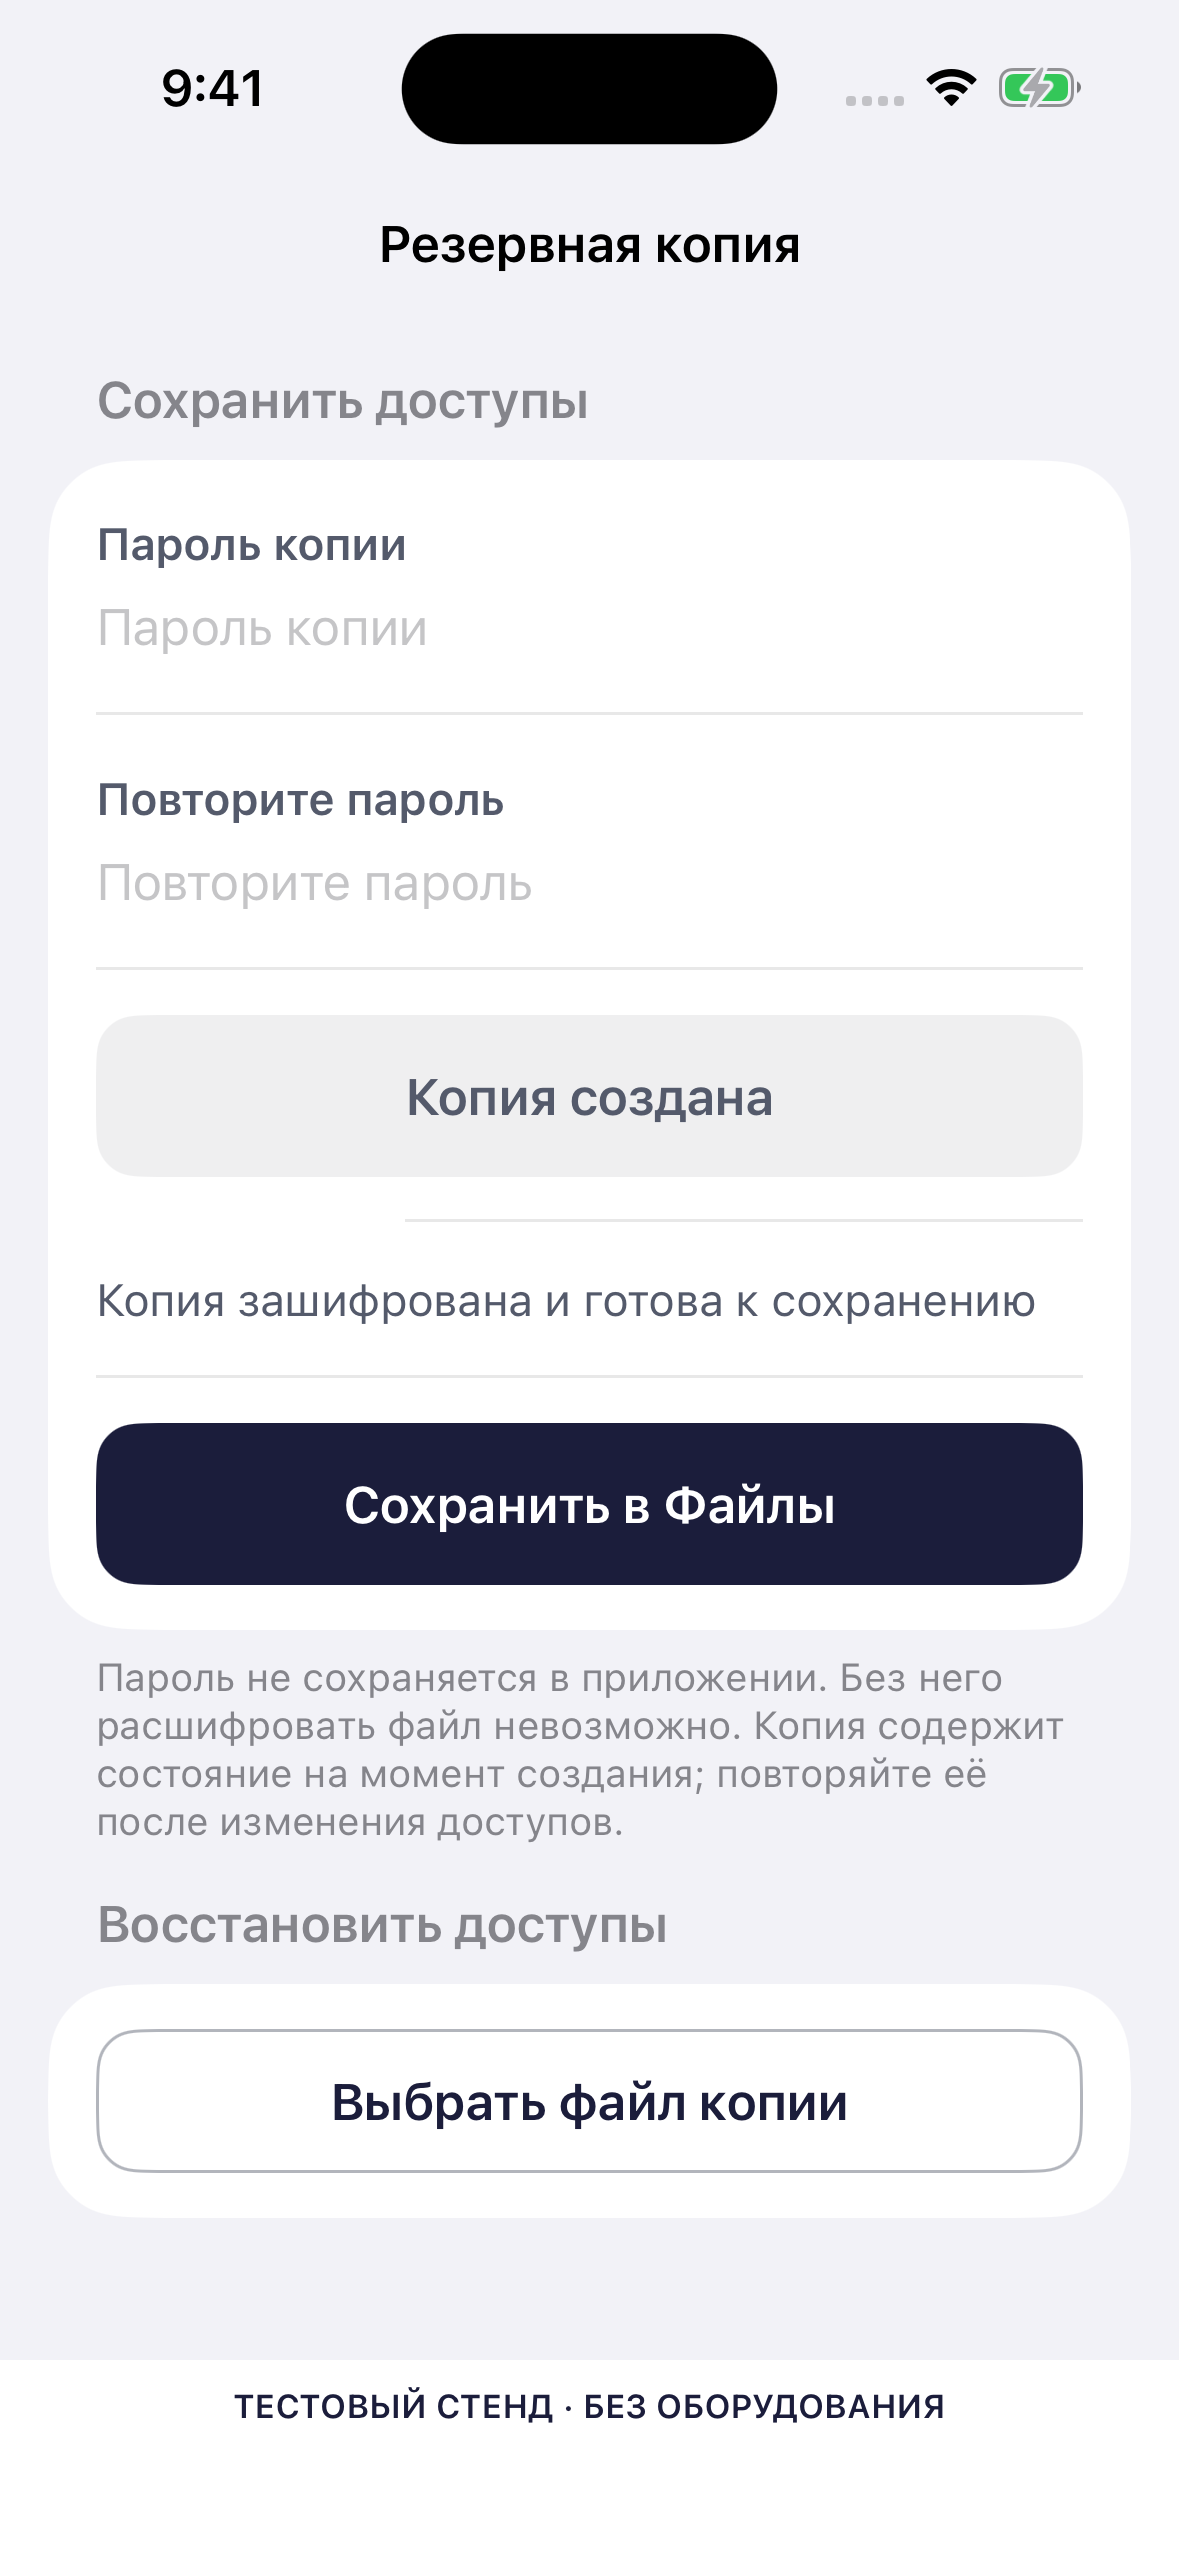 9:41
Резервная копия
Сохранить доступы
Пароль копии
Пароль копии
Повторите пароль
Повторите пароль
Копия создана
Копия зашифрована и готова к сохранению
Сохранить в Файлы
Пароль не сохраняется в приложении. Без него
расшифровать файл невозможно. Копия содержит
состояние на момент создания; повторяйте её
после изменения доступов.
Восстановить доступы
Выбрать файл копии
ТЕСТОВЫЙ СТЕНД · БЕЗ ОБОРУДОВАНИЯ